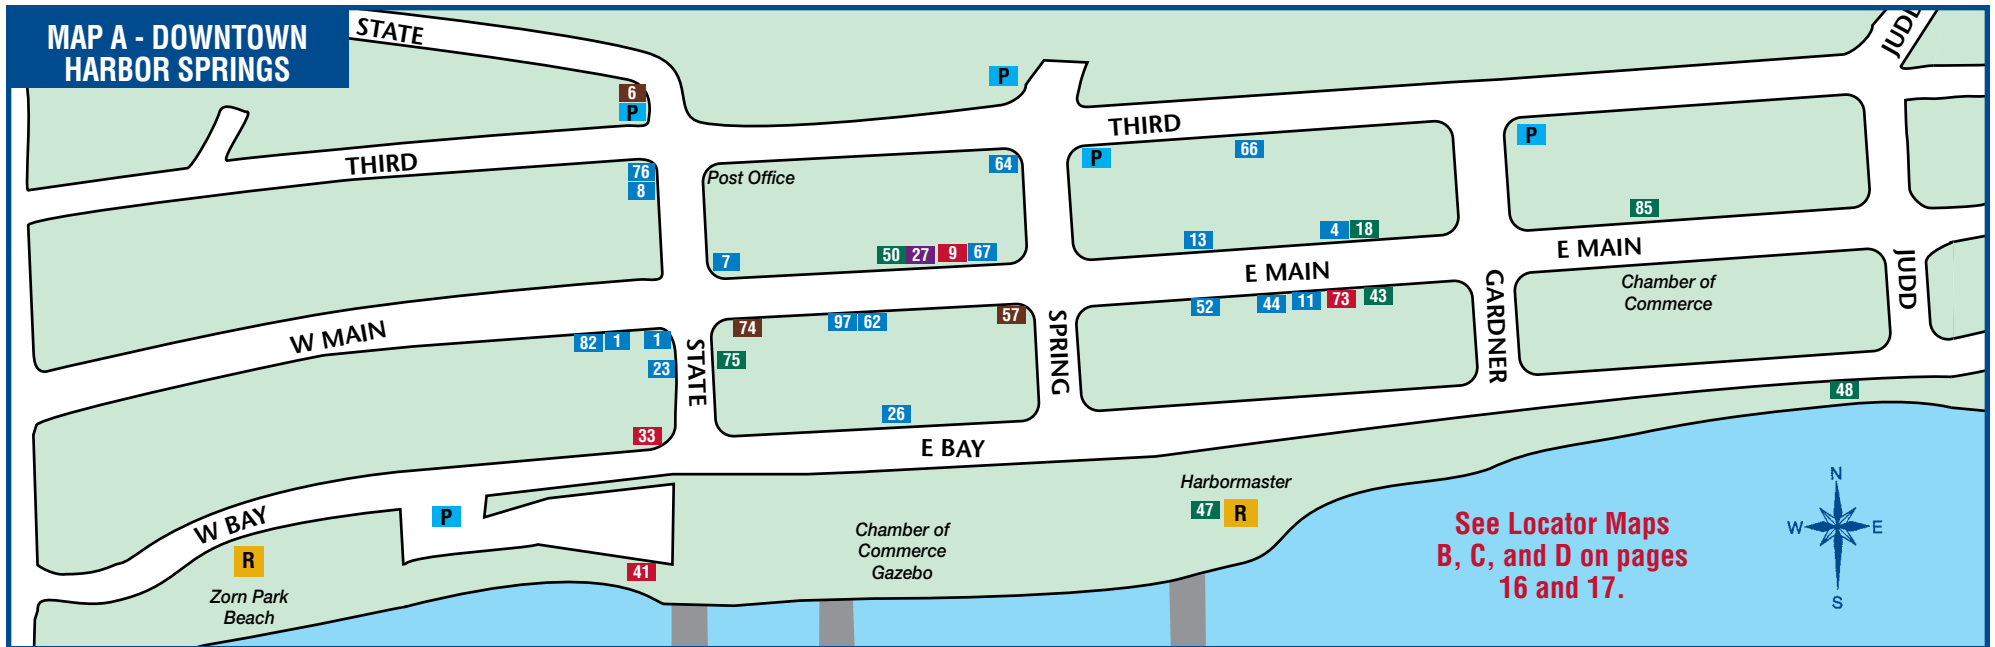 MAP A - DOWNTOWN
HARBOR SPRINGS
STATE
JUDD
P
6
P
THIRD
THIRD
P
P
66
76
8
Post Office
64
85
13
4
18
7
50
27
9
67
E MAIN
E MAIN
Chamber of
Commerce
JUDD
GARDNER
W MAIN
82
1
1
23
STATE
74
97
62
57
SPRING
52
44
11
73
43
75
26
33
48
E BAY
W BAY
P
R
Zorn Park
Beach
41
Chamber of
Commerce
Gazebo
Harbormaster
47
R
See Locator Maps
B, C, and D on pages
16 and 17.
N
W
E
S